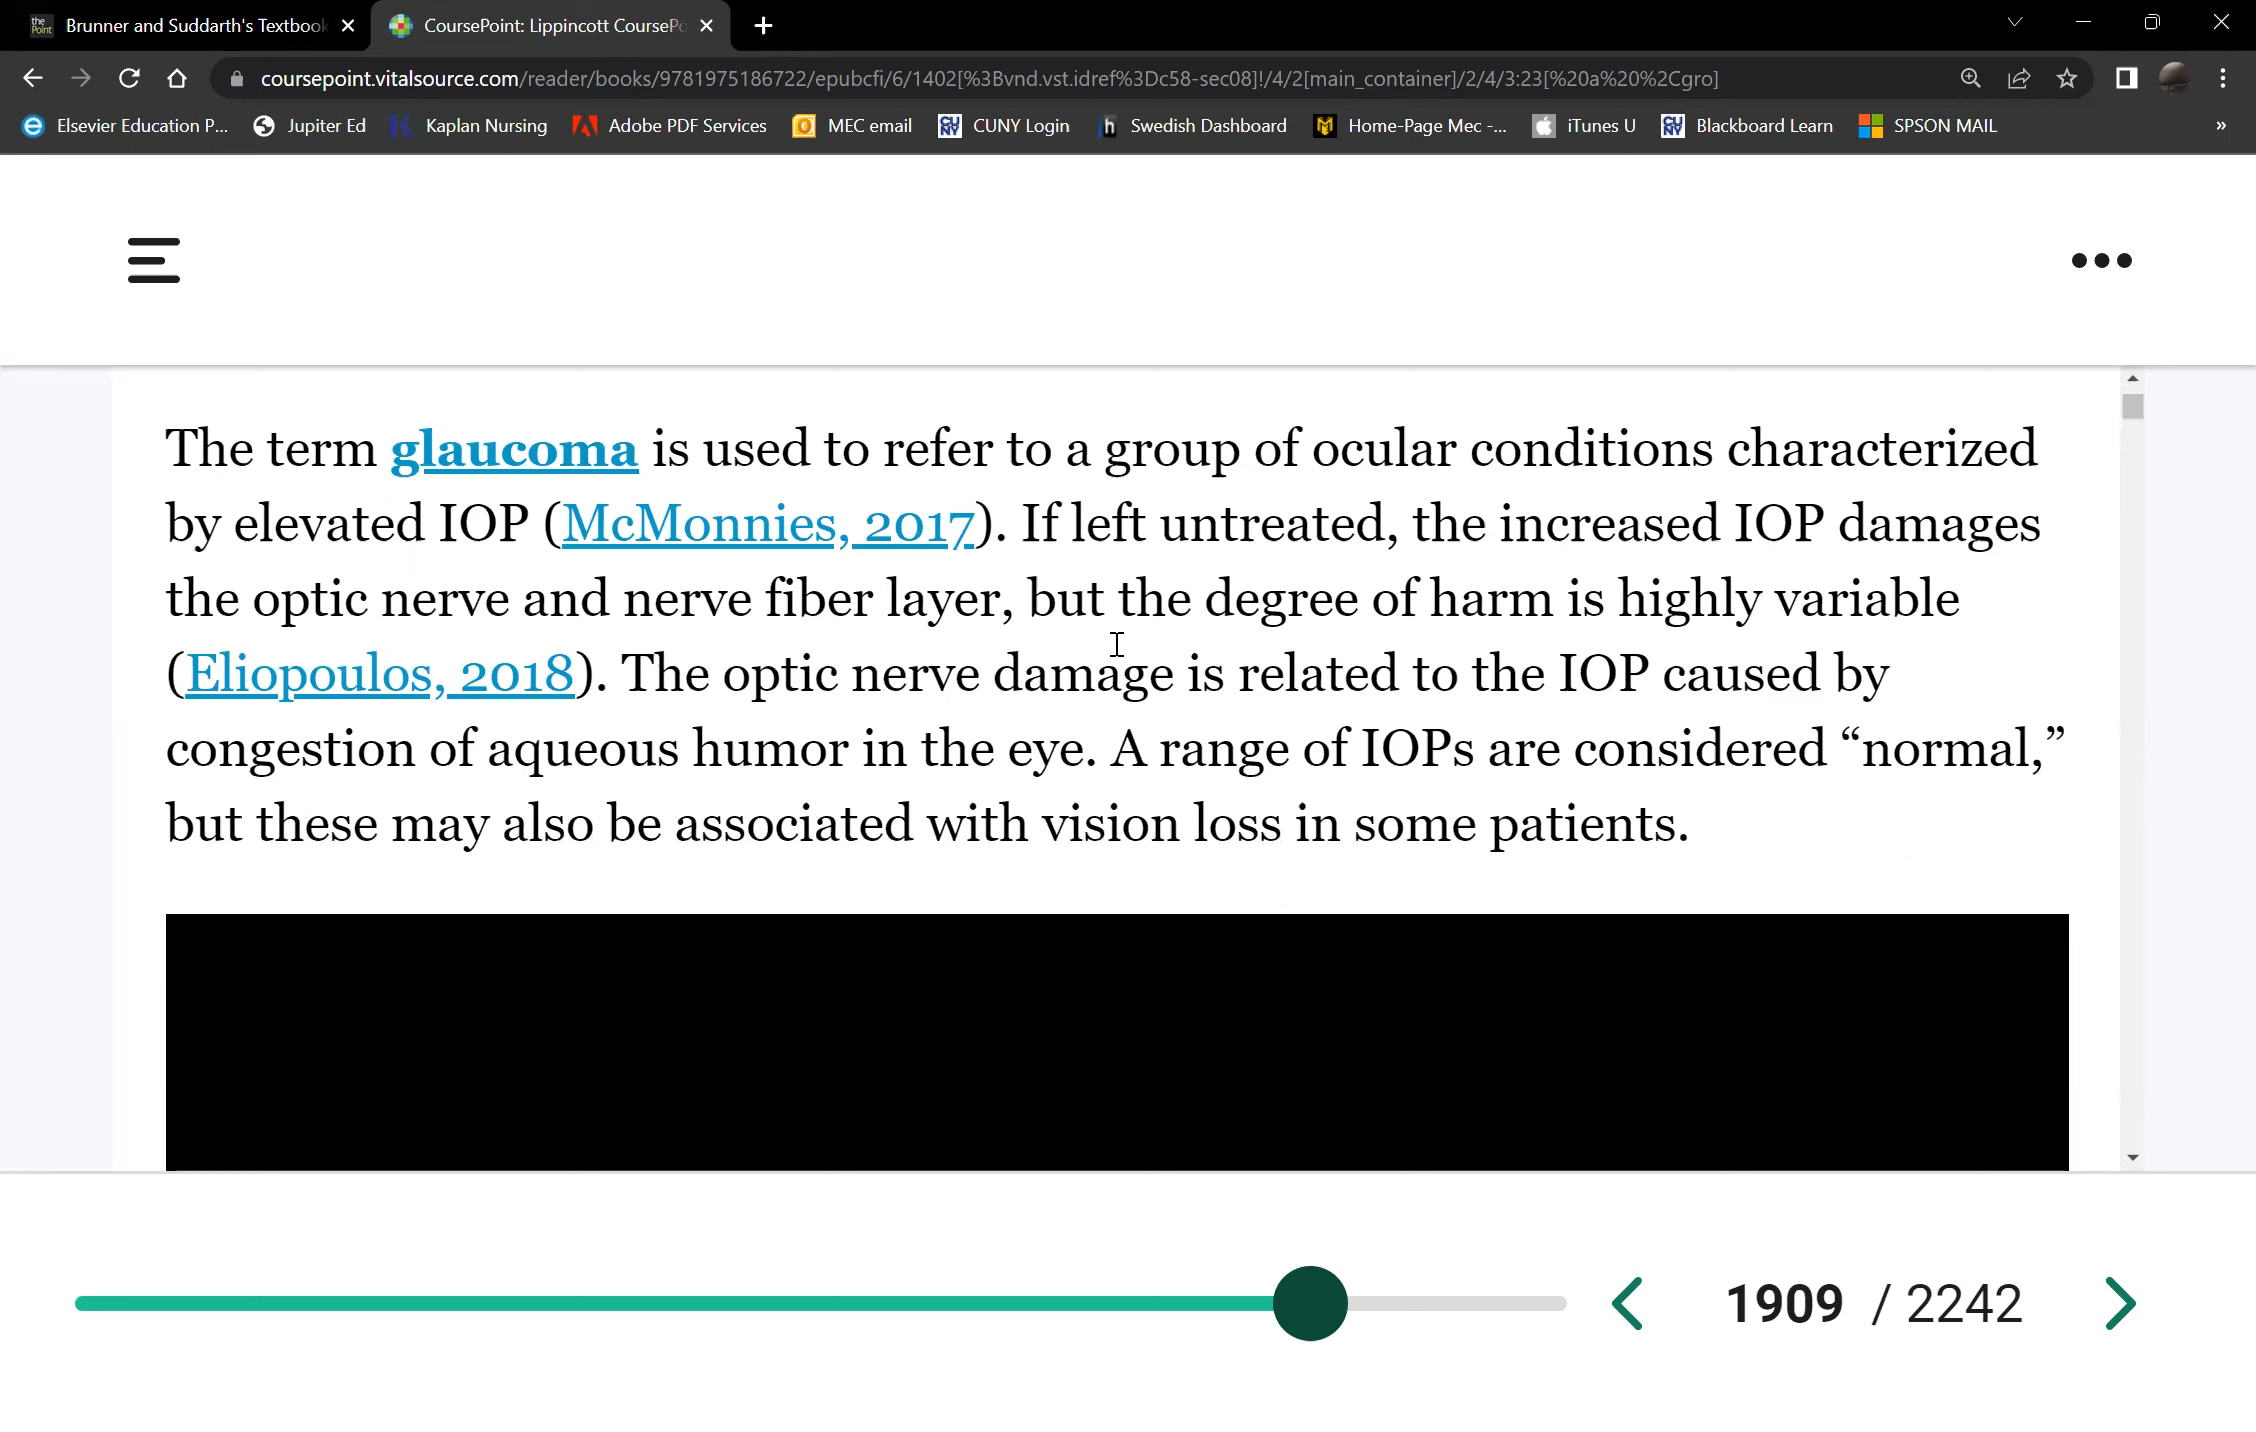 the Point Brunner and Suddarth's Textbook
CoursePoint: Lippincott CoursePo
coursepoint.vitalsource.com/reader/books/9781975186722/epubcfi/6/1402[%3Bvnd.vst.idref%3Dc58-sec08]!/4/2[main_container]/2/4/3:23[%20a%20%2Cgro]
Elsevier Education P... Jupiter Ed Kaplan Nursing Adobe PDF Services MEC email CUNY Login Swedish Dashboard Home-Page Mec -... iTunes U Blackboard Learn SPSON MAIL »
The term glaucoma is used to refer to a group of ocular conditions characterized
by elevated IOP (McMonnies, 2017). If left untreated, the increased IOP damages
the optic nerve and nerve fiber layer, but the degree of harm is highly variable
(Eliopoulos, 2018). The optic nerve damage is related to the IOP caused by
congestion of aqueous humor in the eye. A range of IOPs are considered “normal,”
but these may also be associated with vision loss in some patients.
1909 / 2242